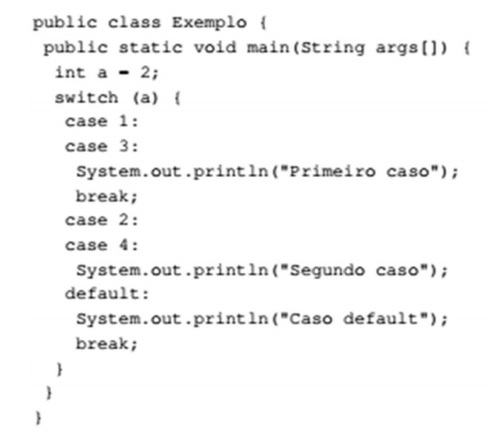 public class Exemplo {
public static void main(String args[]) {
int a = 2;
switch (a) {
case 1:
case 3:
System.out.println("Primeiro caso");
break;
case 2:
case 4:
System.out.println("Segundo caso");
default:
System.out.println("Caso default");
break;
}
}
}